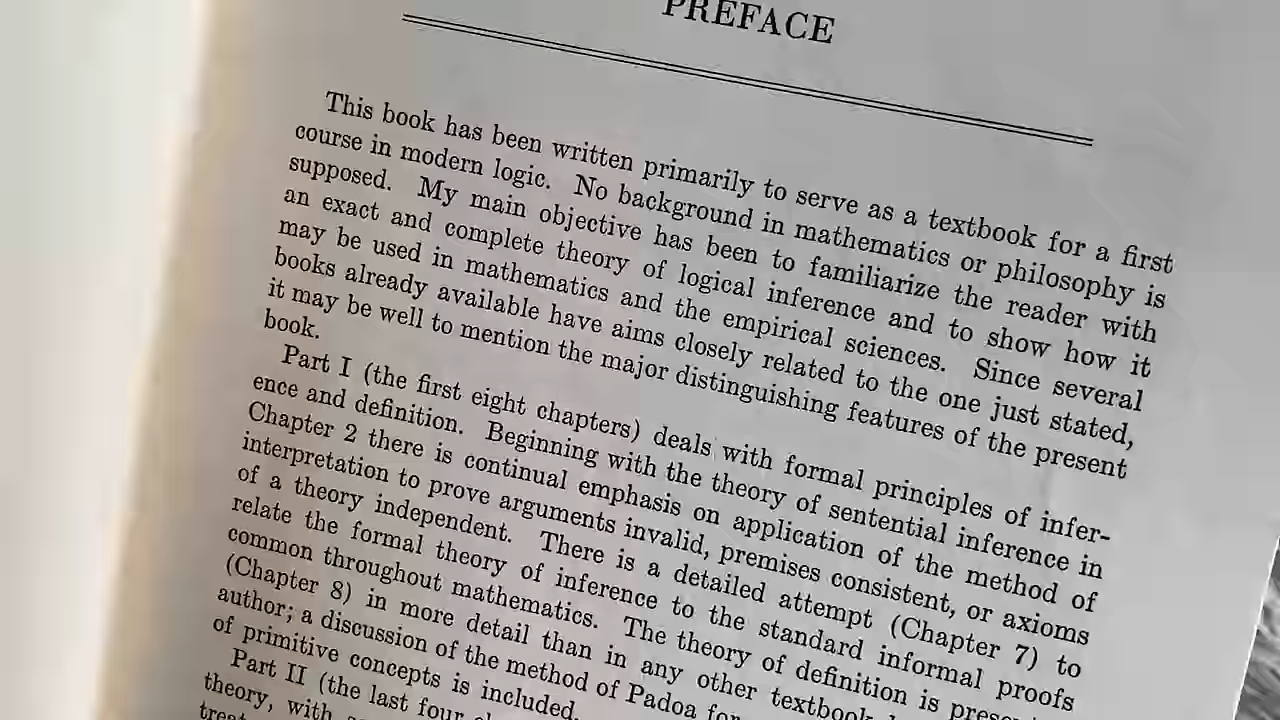 PREFACE
This book has been written primarily to serve as a textbook for a first
course in modern logic. No background in mathematics or philosophy is
supposed. My main objective has been to familiarize the reader with
an exact and complete theory of logical inference and to show how it
may be used in mathematics and the empirical sciences. Since several
books already available have aims closely related to the one just stated,
it may be well to mention the major distinguishing features of the present
book.
Part I (the first eight chapters) deals with formal principles of infer-
ence and definition. Beginning with the theory of sentential inference in
Chapter 2 there is continual emphasis on application of the method of
interpretation to prove arguments invalid, premises consistent, or axioms
of a theory independent. There is a detailed attempt (Chapter 7) to
relate the formal theory of inference to the standard informal proofs
common throughout mathematics. The theory of definition is
(Chapter 8) in more detail than in any other textbook
author; a discussion of the method of Padoa for
of primitive concepts is included.
Part II (the last four
theory, with